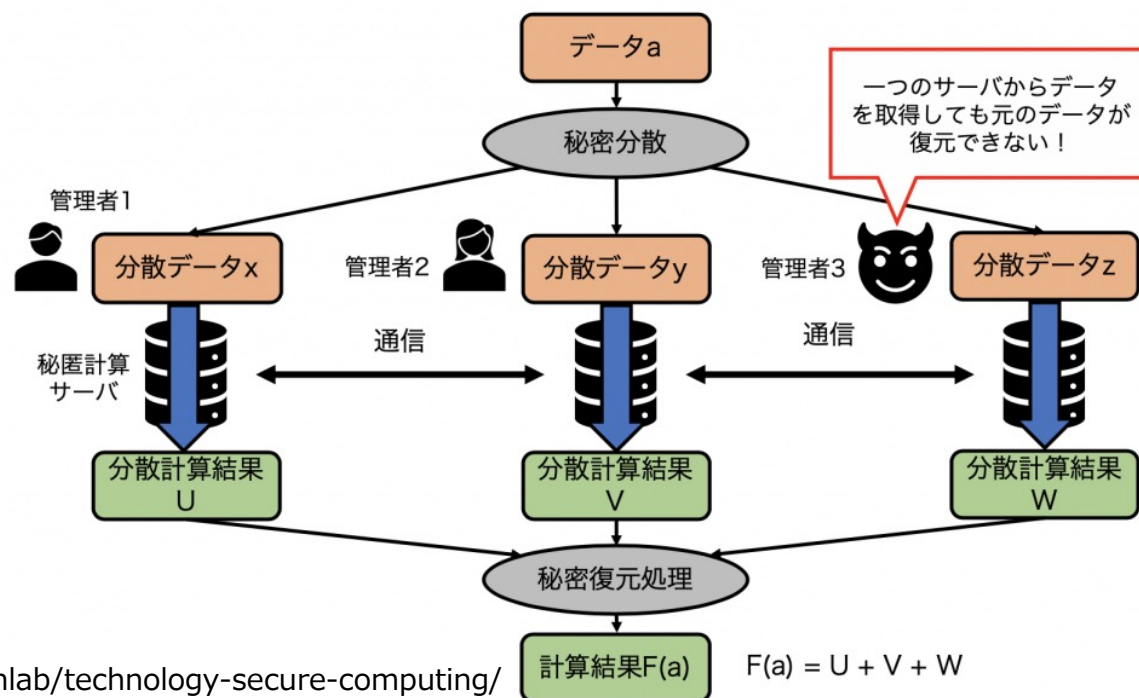 データa
一つのサーバからデータ
を取得しても元のデータが
復元できない！
秘密分散
管理者1
分散データx
管理者2
分散データy
管理者3
分散データz
秘匿計算
サーバ
通信
通信
分散計算結果
U
分散計算結果
V
分散計算結果
W
秘密復元処理
計算結果F(a)
F(a) = U + V + W
nlab/technology-secure-computing/